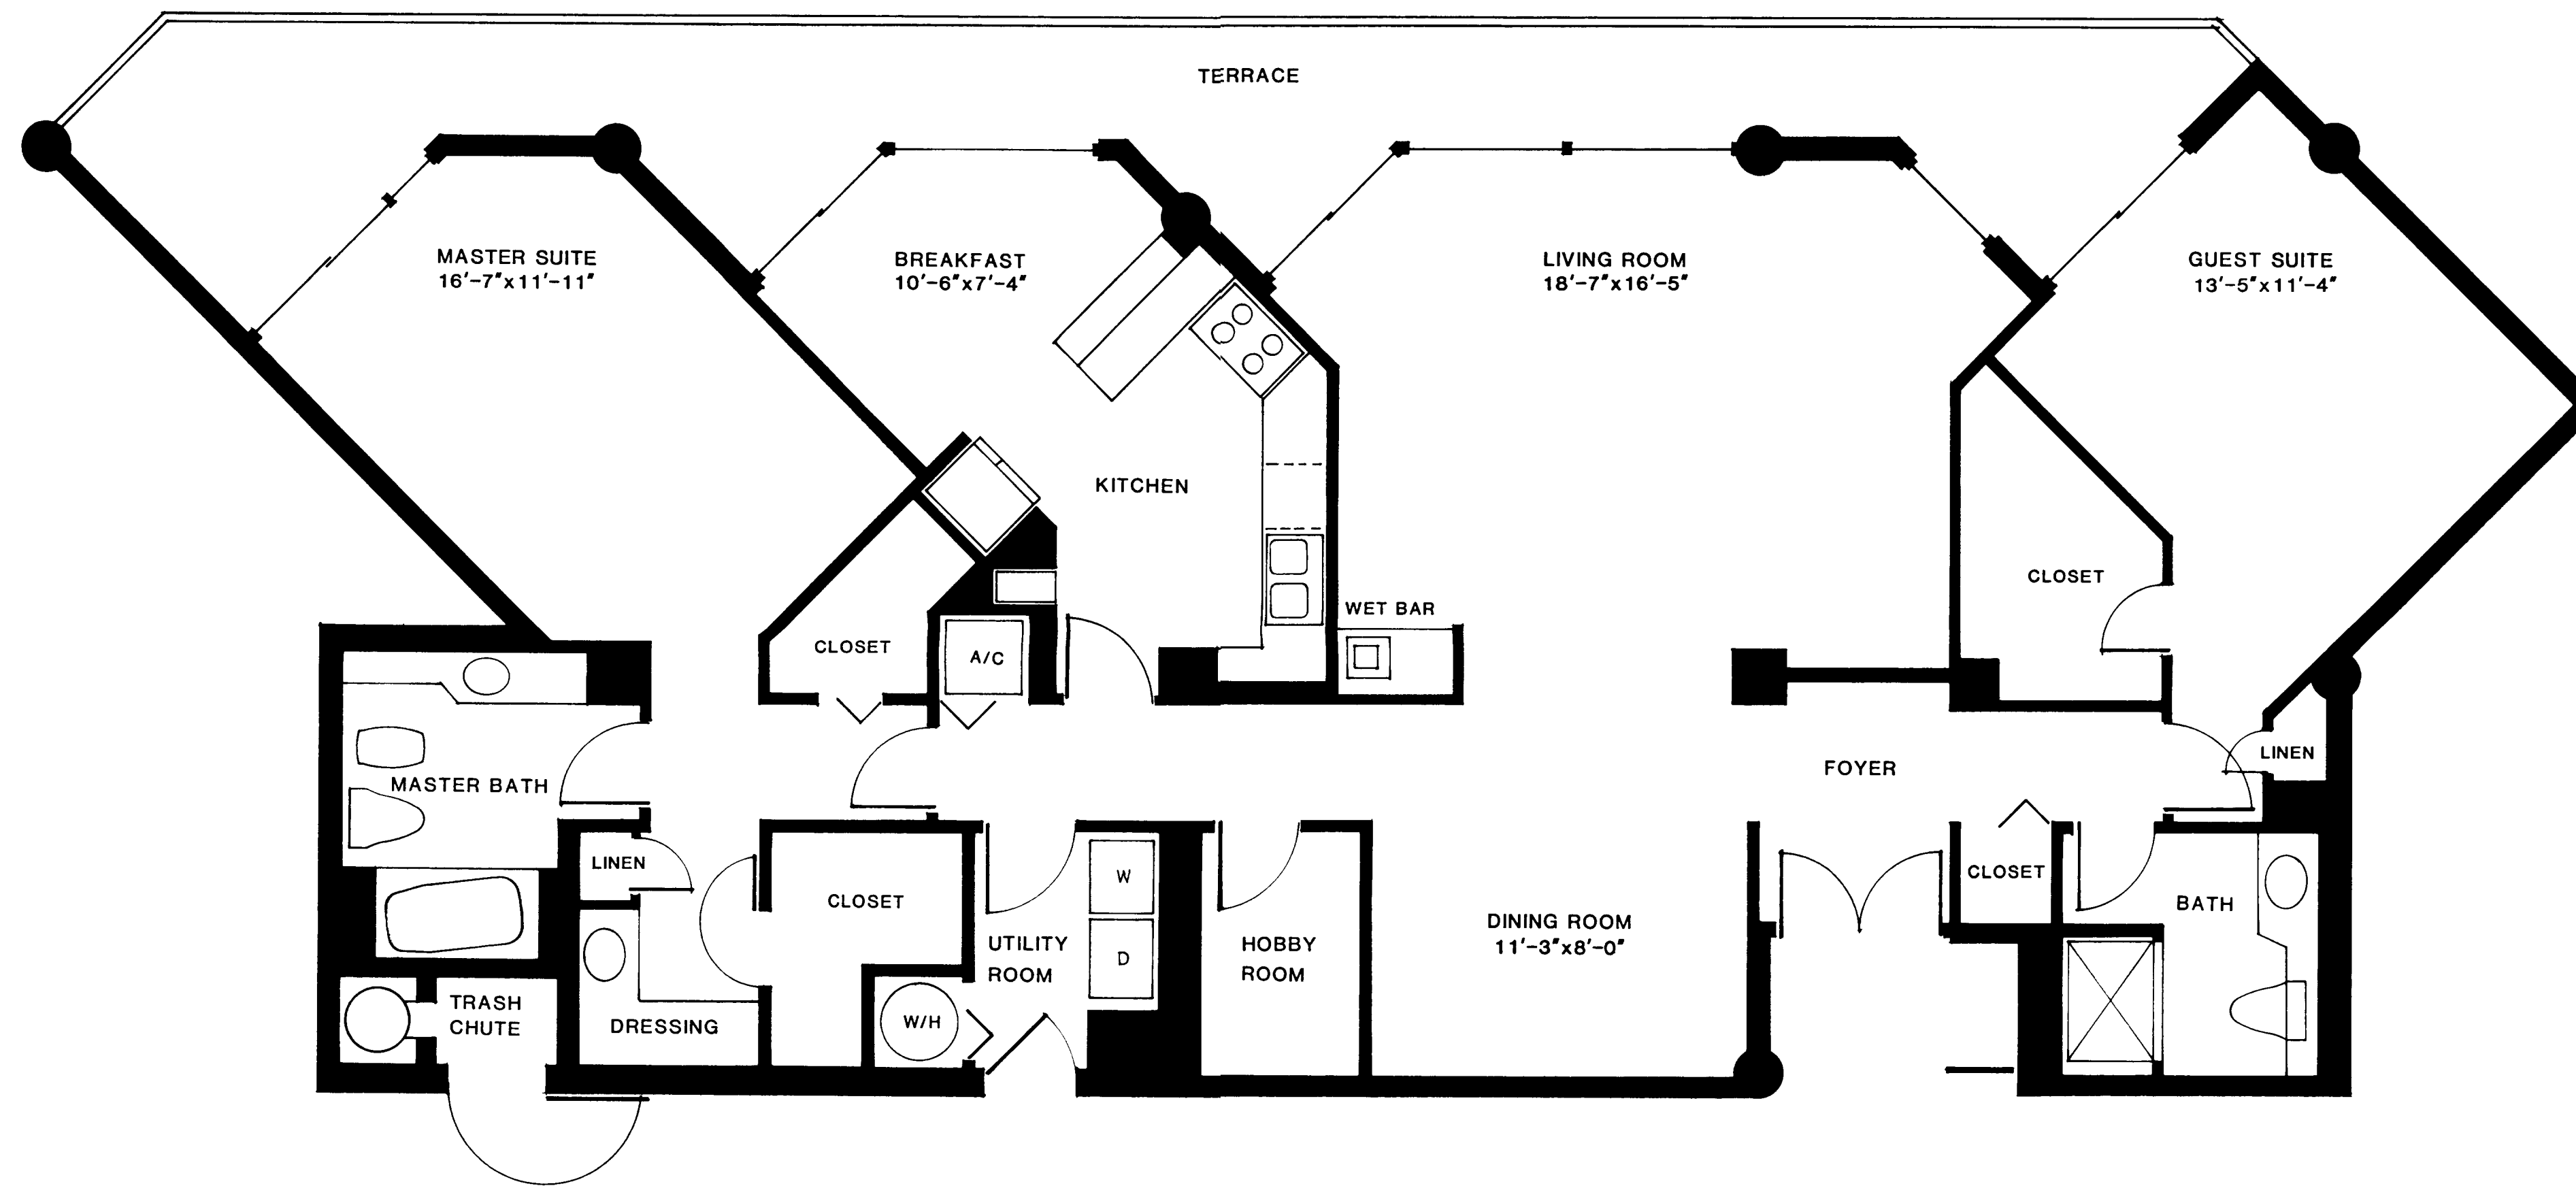 TERRACE
MASTER SUITE
16'-7"x11'-11"
BREAKFAST
10'-6"x7'-4"
LIVING ROOM
18'-7"x16'-5"
GUEST SUITE
13'-5"x11'-4"
KITCHEN
CLOSET
WET BAR
CLOSET
A/C
MASTER BATH
FOYER
LINEN
LINEN
CLOSET
W
D
UTILITY
ROOM
HOBBY
ROOM
DINING ROOM
11'-3"x8'-0"
CLOSET
BATH
TRASH
CHUTE
DRESSING
W/H